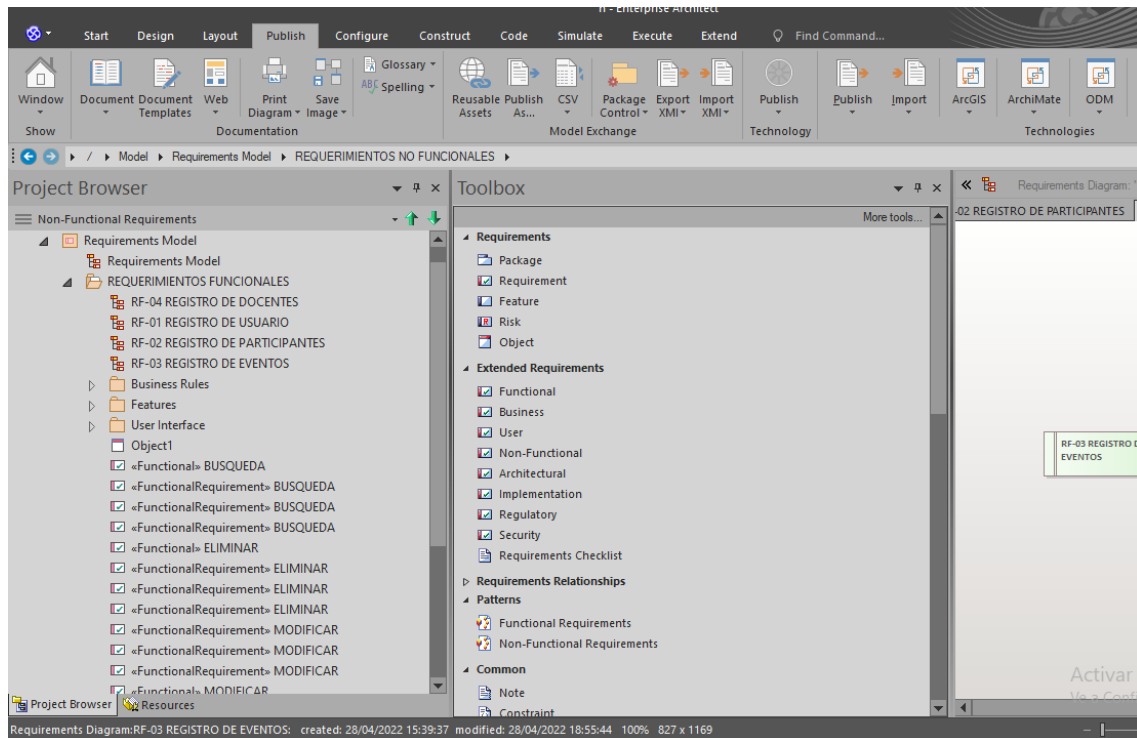 n - Enterprise Architect
Start Design Layout Publish Configure Construct Code Simulate Execute Extend Find Command...
Window Document Document Templates Web Print Diagram Save Image Glossary ABC Spelling Reusable Assets Publish As... CSV Package Control Export XMI Import XMI Publish Publish Import ArcGIS ArchiMate ODM
Show Documentation Model Exchange Technology Technologies
/ Model Requirements Model REQUERIMIENTOS NO FUNCIONALES
Project Browser
Non-Functional Requirements
Requirements Model
Requirements Model
REQUERIMIENTOS FUNCIONALES
RF-04 REGISTRO DE DOCENTES
RF-01 REGISTRO DE USUARIO
RF-02 REGISTRO DE PARTICIPANTES
RF-03 REGISTRO DE EVENTOS
Business Rules
Features
User Interface
Object1
«Functional» BUSQUEDA
«FunctionalRequirement» BUSQUEDA
«FunctionalRequirement» BUSQUEDA
«FunctionalRequirement» BUSQUEDA
«Functional» ELIMINAR
«FunctionalRequirement» ELIMINAR
«FunctionalRequirement» ELIMINAR
«FunctionalRequirement» ELIMINAR
«FunctionalRequirement» MODIFICAR
«FunctionalRequirement» MODIFICAR
«FunctionalRequirement» MODIFICAR
«Functional» MODIFICAR
Project Browser Resources
Toolbox
More tools...
Requirements
Package
Requirement
Feature
Risk
Object
Extended Requirements
Functional
Business
User
Non-Functional
Architectural
Implementation
Regulatory
Security
Requirements Checklist
Requirements Relationships
Patterns
Functional Requirements
Non-Functional Requirements
Common
Note
Constraint
Requirements Diagram: "
-02 REGISTRO DE PARTICIPANTES
RF-03 REGISTRO D
EVENTOS
Activar
Ve a Conf
Requirements Diagram:RF-03 REGISTRO DE EVENTOS: created: 28/04/2022 15:39:37 modified: 28/04/2022 18:55:44 100% 827 x 1169